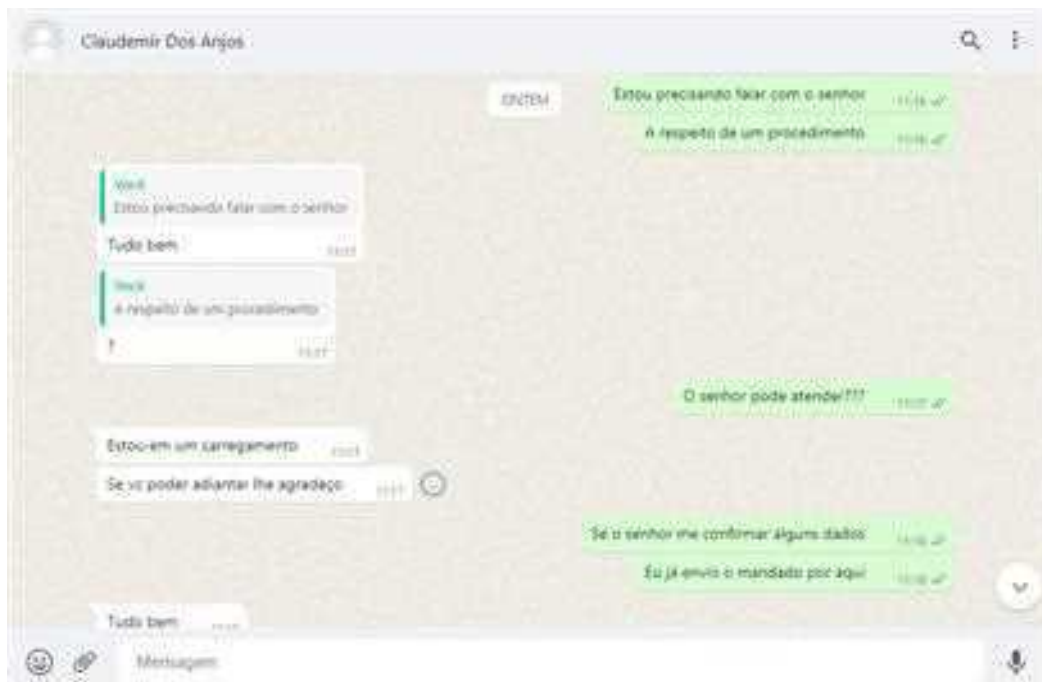 Claudemir Dos Anjos
ONTEM
Estou precisando falar com o senhor
A respeito de um procedimento
Você
Estou precisando falar com o senhor
Tudo bem
Você
A respeito de um procedimento
?
O senhor pode atender???
Estou em um carregamento
Se vc poder adiantar lhe agradeço
Se o senhor me confirmar alguns dados
Eu já envio o mandado por aqui
Tudo bem
Mensagem